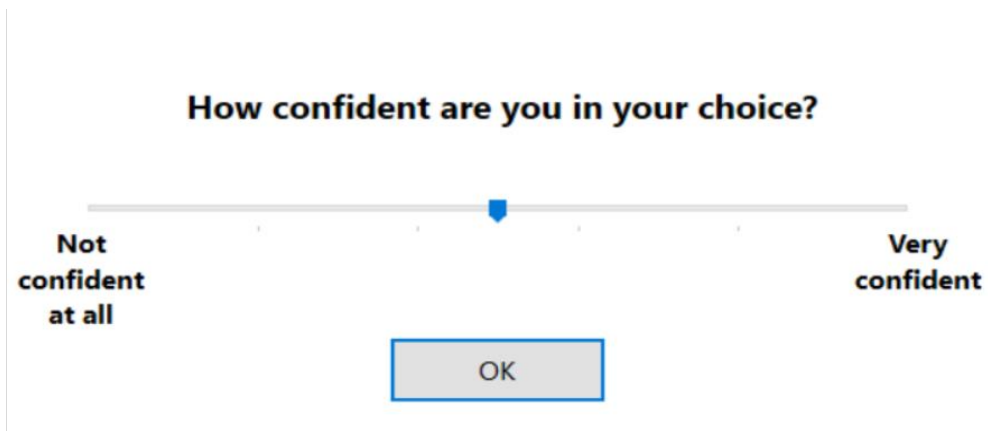 How confident are you in your choice?
Not
confident
at all
Very
confident
OK